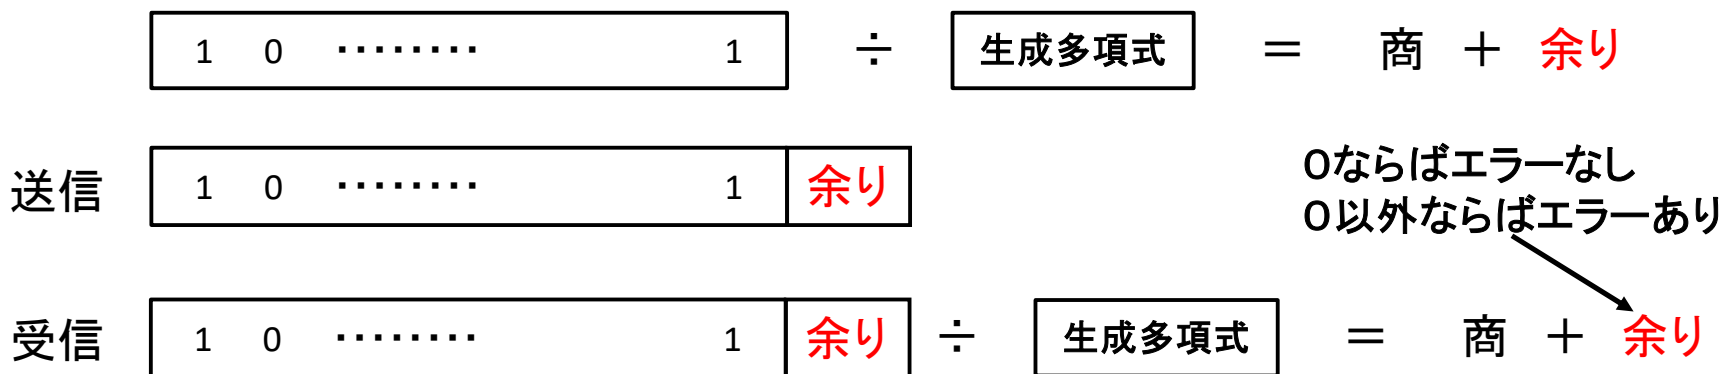 1 0 ········ 1 ÷ 生成多項式 = 商 + 余り
送信 1 0 ········ 1 余り
0ならばエラーなし
0以外ならばエラーあり
受信 1 0 ········ 1 余り ÷ 生成多項式 = 商 + 余り